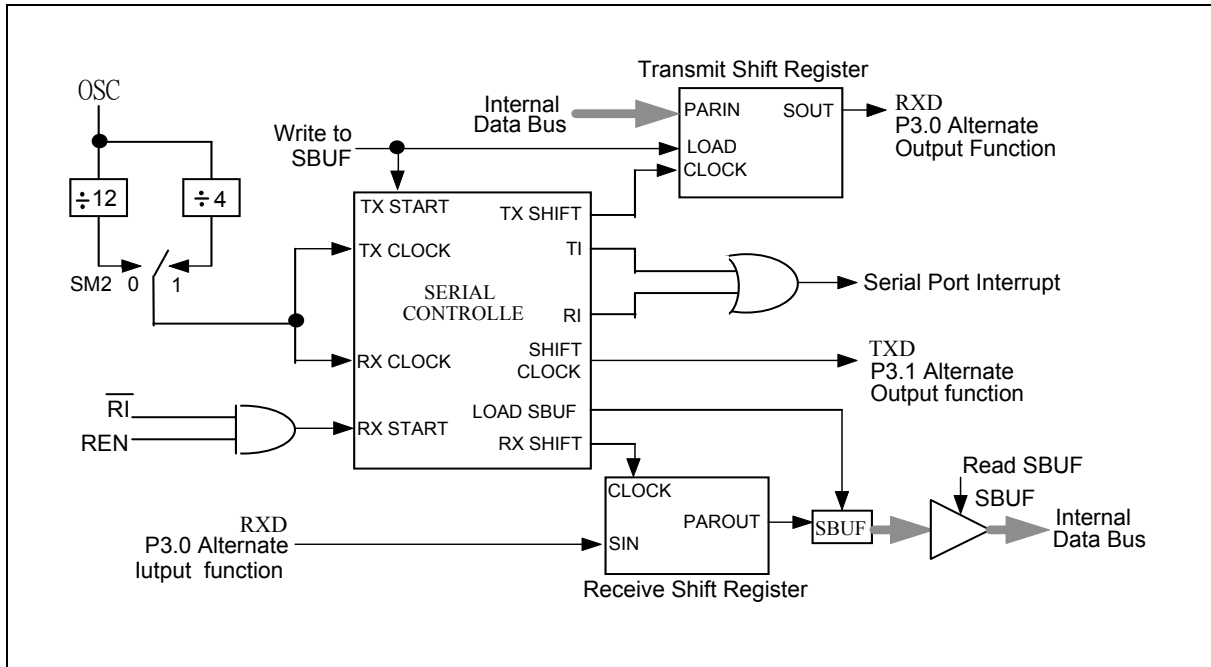 Transmit Shift Register
OSC
Internal
Data Bus
PARIN
SOUT
RXD
P3.0 Alternate
Output Function
Write to
SBUF
LOAD
CLOCK
÷12
÷4
TX START
TX SHIFT
TX CLOCK
TI
SM2 0 1
SERIAL
CONTROLLE
Serial Port Interrupt
RI
SHIFT
CLOCK
TXD
P3.1 Alternate
Output function
RX CLOCK
RI
REN
LOAD SBUF
RX START
RX SHIFT
Read SBUF
CLOCK
SBUF
RXD
P3.0 Alternate
Iutput function
PAROUT
SIN
SBUF
Internal
Data Bus
Receive Shift Register